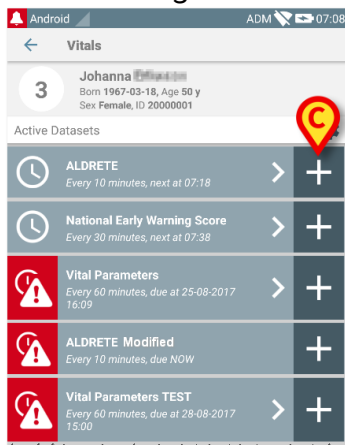 Android
ADM 07:08
Vitals
3
Johanna
Born 1967-03-18, Age 50 y
Sex Female, ID 20000001
Active Datasets
C
ALDRETE
Every 10 minutes, next at 07:18
National Early Warning Score
Every 30 minutes, next at 07:38
Vital Parameters
Every 60 minutes, due at 25-08-2017
16:09
ALDRETE Modified
Every 10 minutes, due NOW
Vital Parameters TEST
Every 60 minutes, due at 28-08-2017
15:00